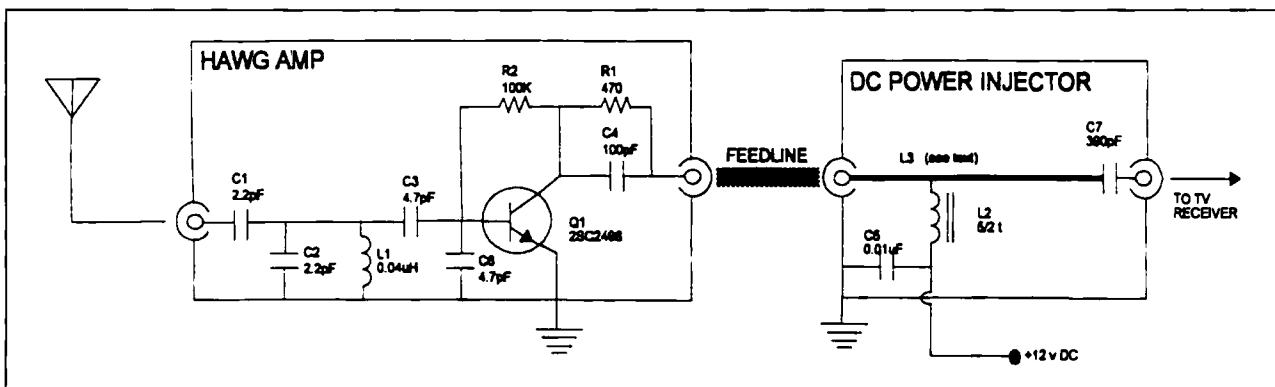 HAWG AMP
R2
100K
R1
470
C4
100pF
C1
2.2pF
C3
4.7pF
C2
2.2pF
L1
0.04uH
C6
4.7pF
Q1
FEEDLINE
DC POWER INJECTOR
L3 (see text)
C7
390pF
L2
C5
0.01uF
TO TV
RECEIVER
+12 v DC